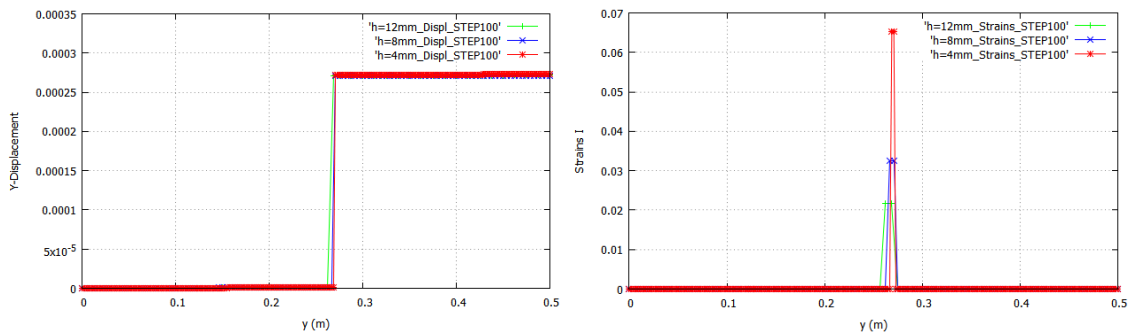 0.00035
0.0003
0.00025
0.0002
0.00015
0.0001
5x10⁻⁵
0
Y-Displacement
'h=12mm_Displ_STEP100'
'h=8mm_Displ_STEP100'
'h=4mm_Displ_STEP100'
0 0.1 0.2 0.3 0.4 0.5
y (m)
0.07
0.06
0.05
0.04
0.03
0.02
0.01
0
Strains I
'h=12mm_Strains_STEP100'
'h=8mm_Strains_STEP100'
'h=4mm_Strains_STEP100'
0 0.1 0.2 0.3 0.4 0.5
y (m)